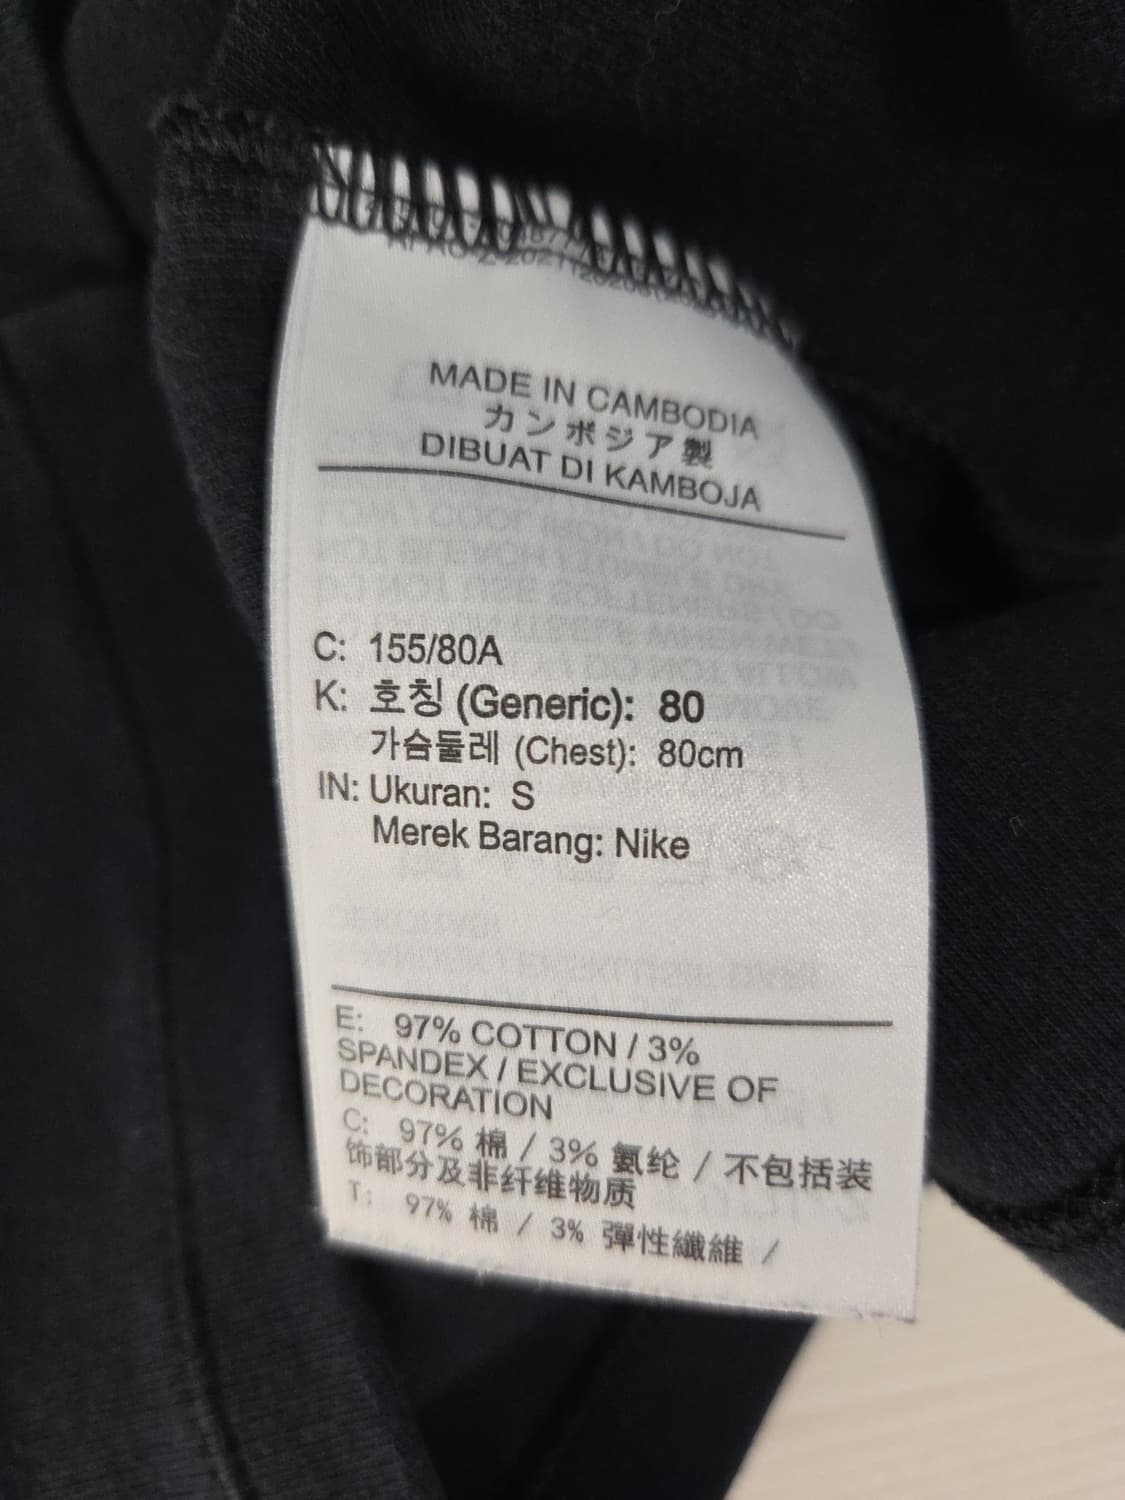 MADE IN CAMBODIA
カンボジア製
DIBUAT DI KAMBOJA
C: 155/80A
K: 호칭 (Generic): 80
가슴둘레 (Chest): 80cm
IN: Ukuran: S
Merek Barang: Nike
E: 97% COTTON / 3%
SPANDEX / EXCLUSIVE OF
DECORATION
C: 97% 棉 / 3% 氨纶 / 不包括装
饰部分及非纤维物质
T: 97% 棉 / 3% 彈性纖維 /